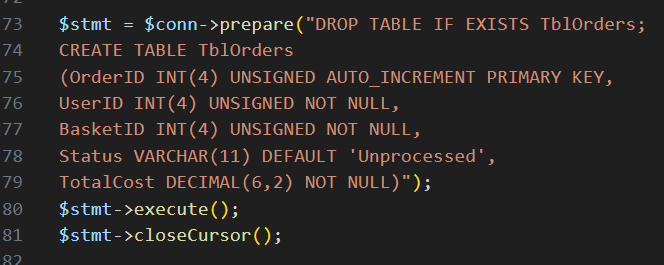 73 $stmt = $conn->prepare("DROP TABLE IF EXISTS TblOrders;
74 CREATE TABLE TblOrders
75 (OrderID INT(4) UNSIGNED AUTO_INCREMENT PRIMARY KEY,
76 UserID INT(4) UNSIGNED NOT NULL,
77 BasketID INT(4) UNSIGNED NOT NULL,
78 Status VARCHAR(11) DEFAULT 'Unprocessed',
79 TotalCost DECIMAL(6,2) NOT NULL)");
80 $stmt->execute();
81 $stmt->closeCursor();
82